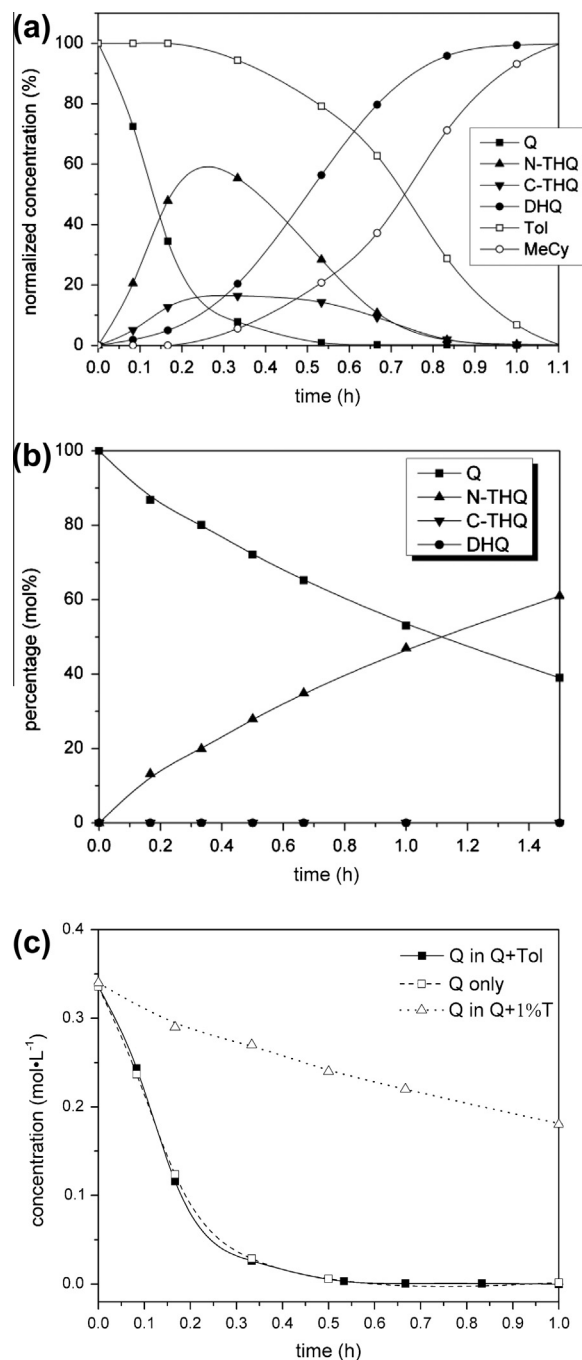 (a)
normalized concentration (%)
100
80
60
40
20
0
Q
N-THQ
C-THQ
DHQ
Tol
MeCy
0.0 0.1 0.2 0.3 0.4 0.5 0.6 0.7 0.8 0.9 1.0 1.1
time (h)
(b)
percentage (mol%)
100
80
60
40
20
0
Q
N-THQ
C-THQ
DHQ
0.0 0.2 0.4 0.6 0.8 1.0 1.2 1.4
time (h)
(c)
concentration (mol•L⁻¹)
0.4
0.3
0.2
0.1
0.0
Q in Q+Tol
Q only
Q in Q+1%T
0.0 0.1 0.2 0.3 0.4 0.5 0.6 0.7 0.8 0.9 1.0
time (h)